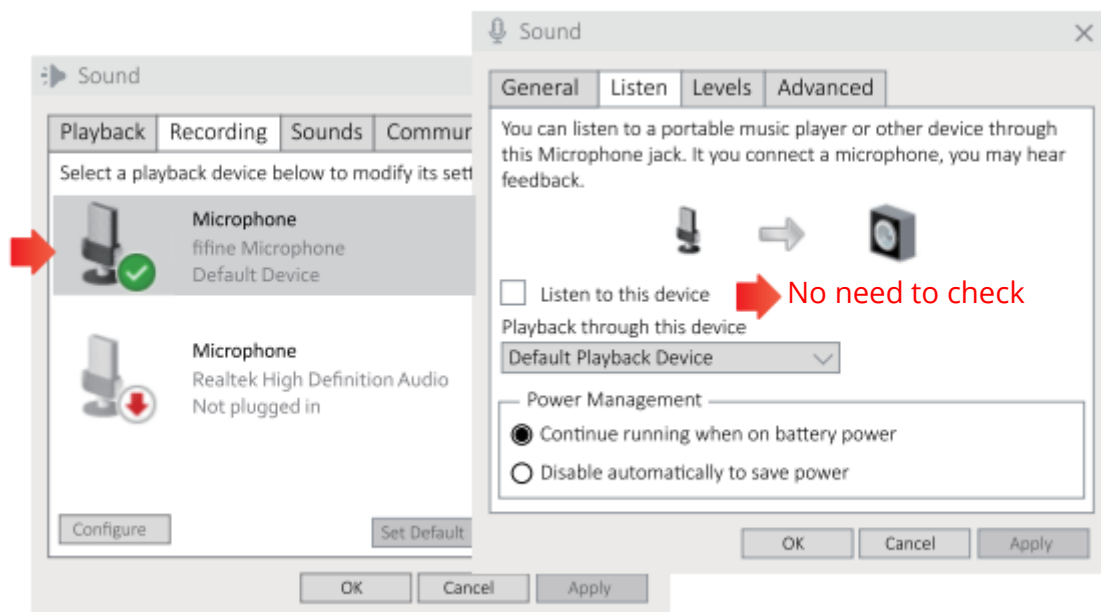 Sound
Playback
Recording
Sounds
Commun
Select a playback device below to modify its sett
Microphone
fifine Microphone
Default Device
Microphone
Realtek High Definition Audio
Not plugged in
Configure
Set Default
OK
Cancel
Apply
Sound
General
Listen
Levels
Advanced
You can listen to a portable music player or other device through
this Microphone jack. It you connect a microphone, you may hear
feedback.
Listen to this device
No need to check
Playback through this device
Default Playback Device
Power Management
Continue running when on battery power
Disable automatically to save power
OK
Cancel
Apply